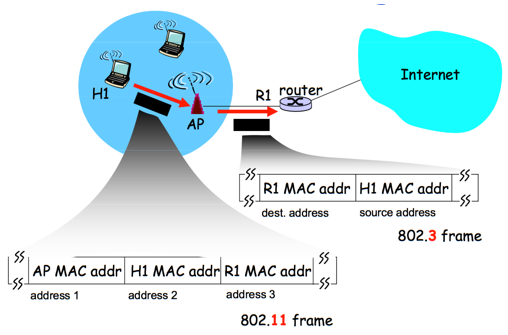 Internet
R1 router
H1
AP
R1 MAC addr H1 MAC addr
dest. address source address
802.3 frame
AP MAC addr H1 MAC addr R1 MAC addr
address 1 address 2 address 3
802.11 frame